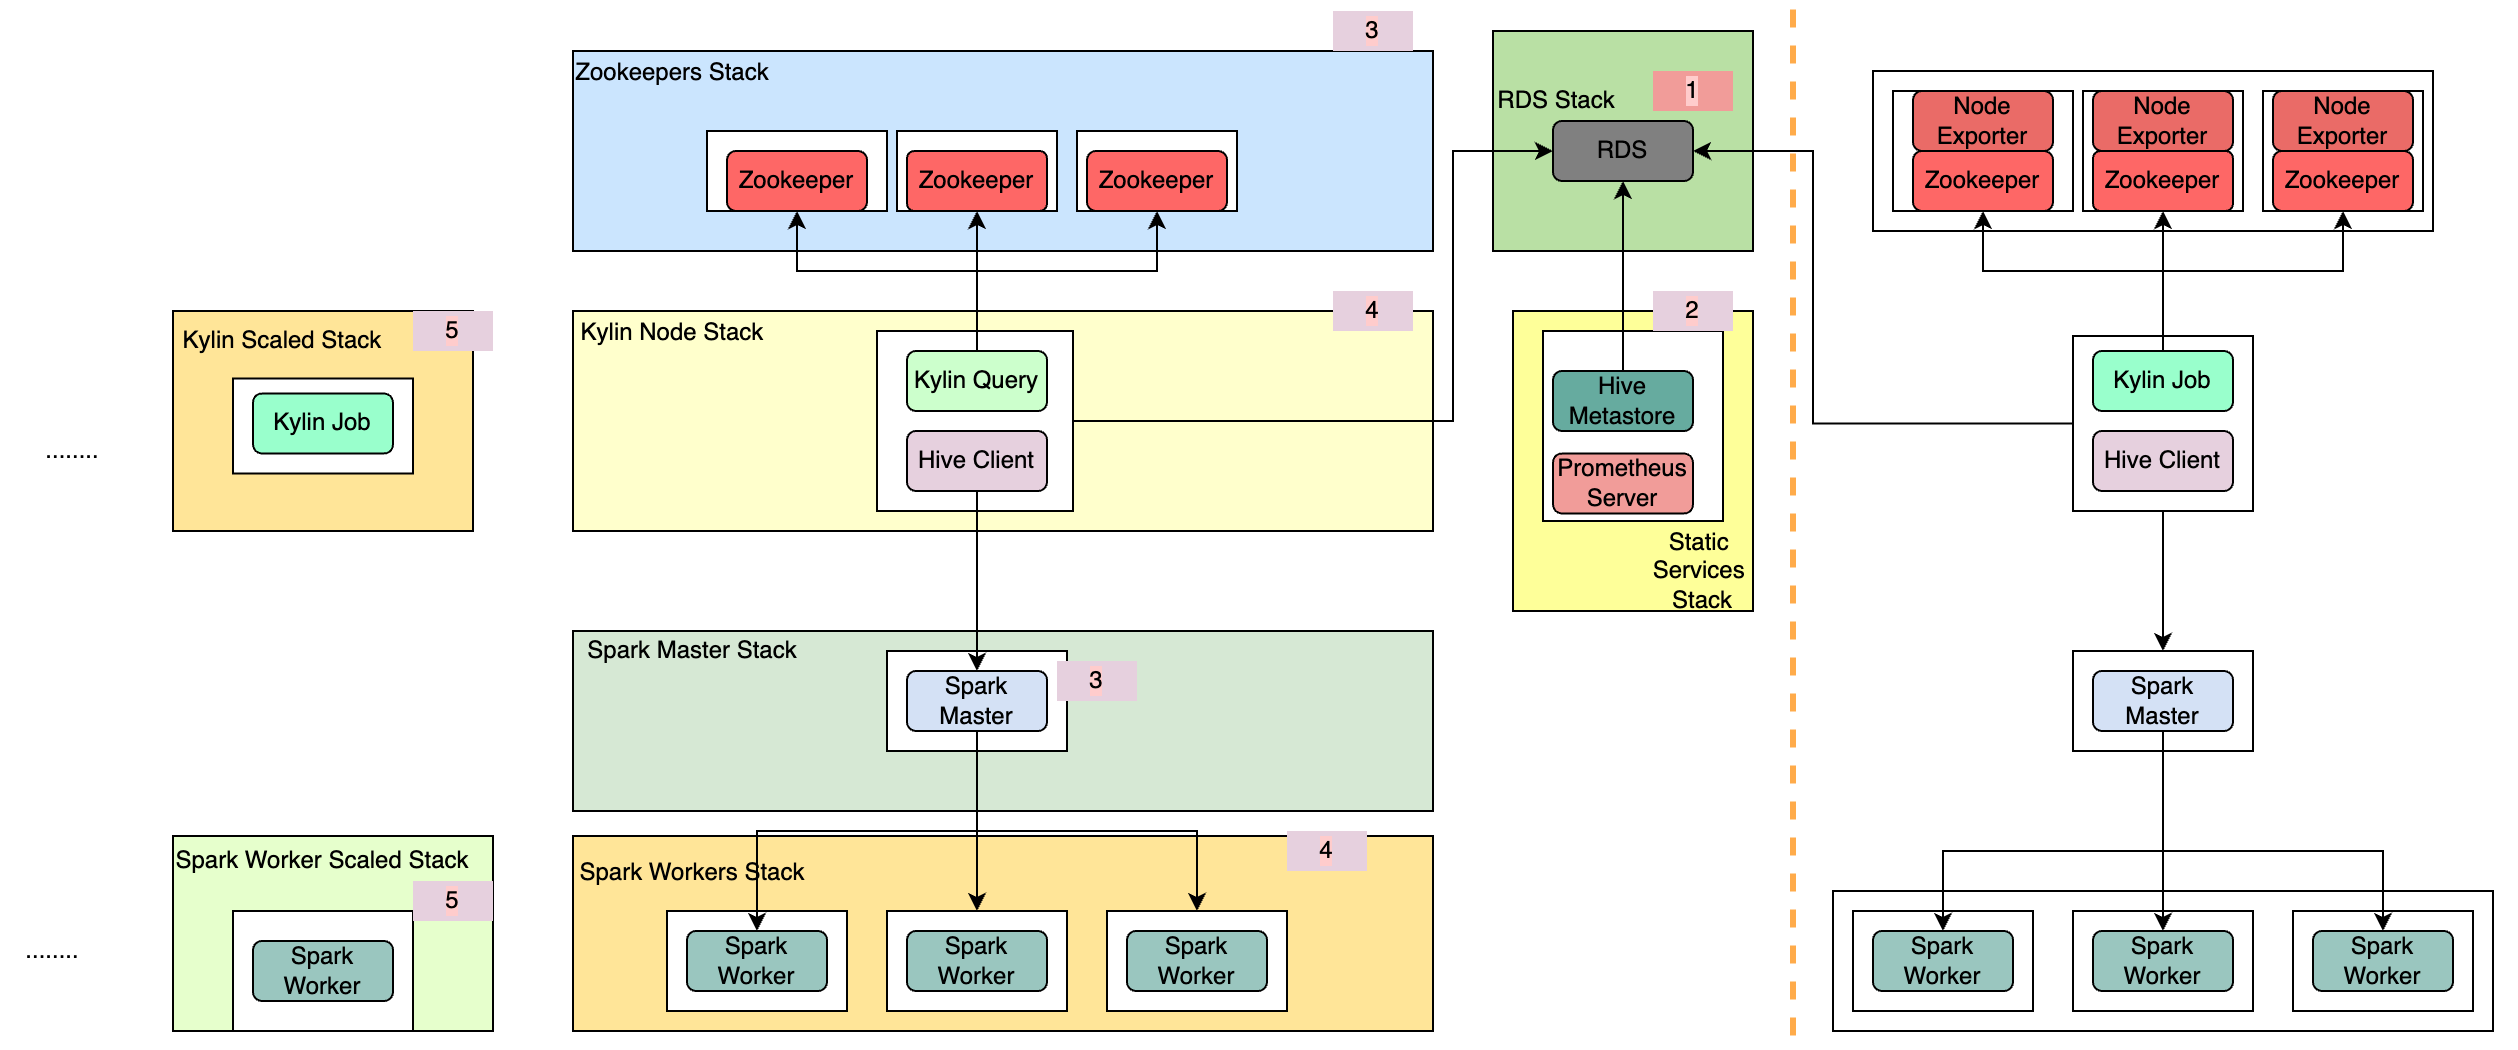 3
Zookeepers Stack
Zookeeper
Zookeeper
Zookeeper
RDS Stack
1
RDS
Node
Exporter
Zookeeper
Node
Exporter
Zookeeper
Node
Exporter
Zookeeper
Kylin Scaled Stack
5
Kylin Job
........
Kylin Node Stack
4
Kylin Query
Hive Client
2
Hive
Metastore
Prometheus
Server
Static
Services
Stack
Kylin Job
Hive Client
Spark Master Stack
Spark
Master
3
Spark
Master
Spark Worker Scaled Stack
5
Spark
Worker
........
Spark Workers Stack
4
Spark
Worker
Spark
Worker
Spark
Worker
Spark
Worker
Spark
Worker
Spark
Worker